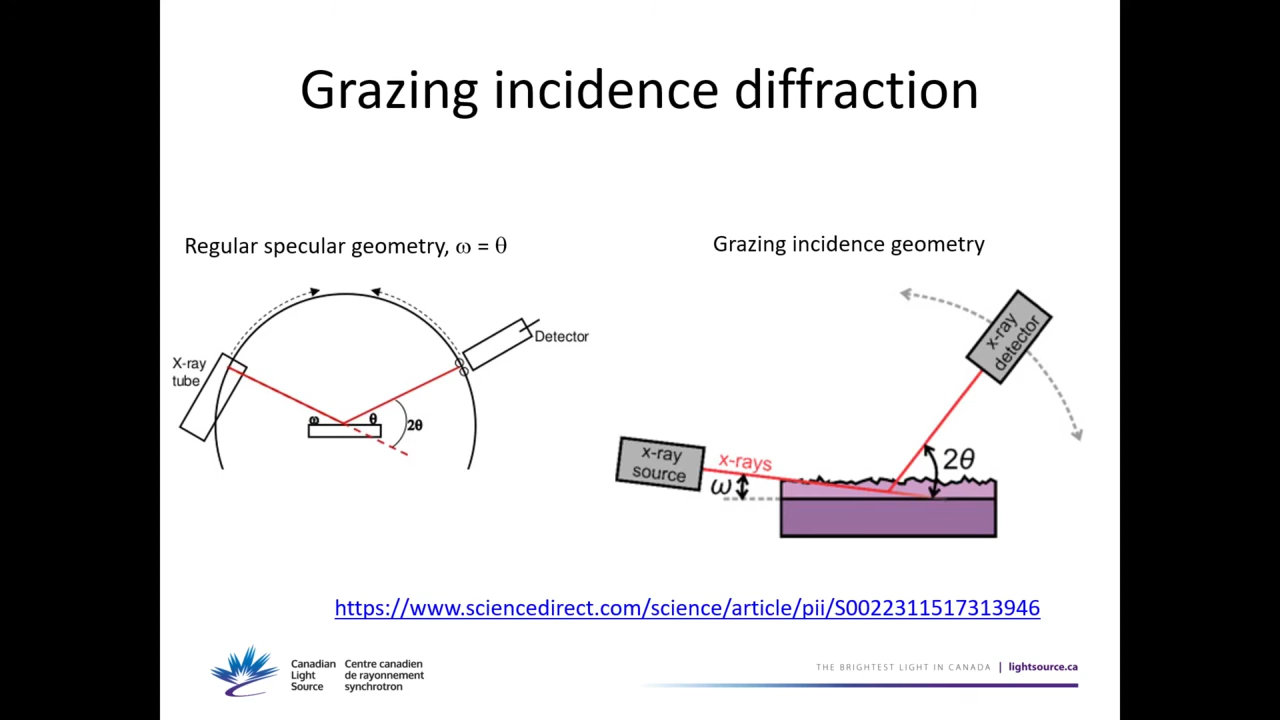 Grazing incidence diffraction
Regular specular geometry, ω = θ
X-ray
tube
Detector
ω
θ
2θ
Grazing incidence geometry
x-ray
detector
x-ray
source
x-rays
ω
2θ
https://www.sciencedirect.com/science/article/pii/S0022311517313946
Canadian
Light
Source
Centre canadien
de rayonnement
synchrotron
THE BRIGHTEST LIGHT IN CANADA | lightsource.ca